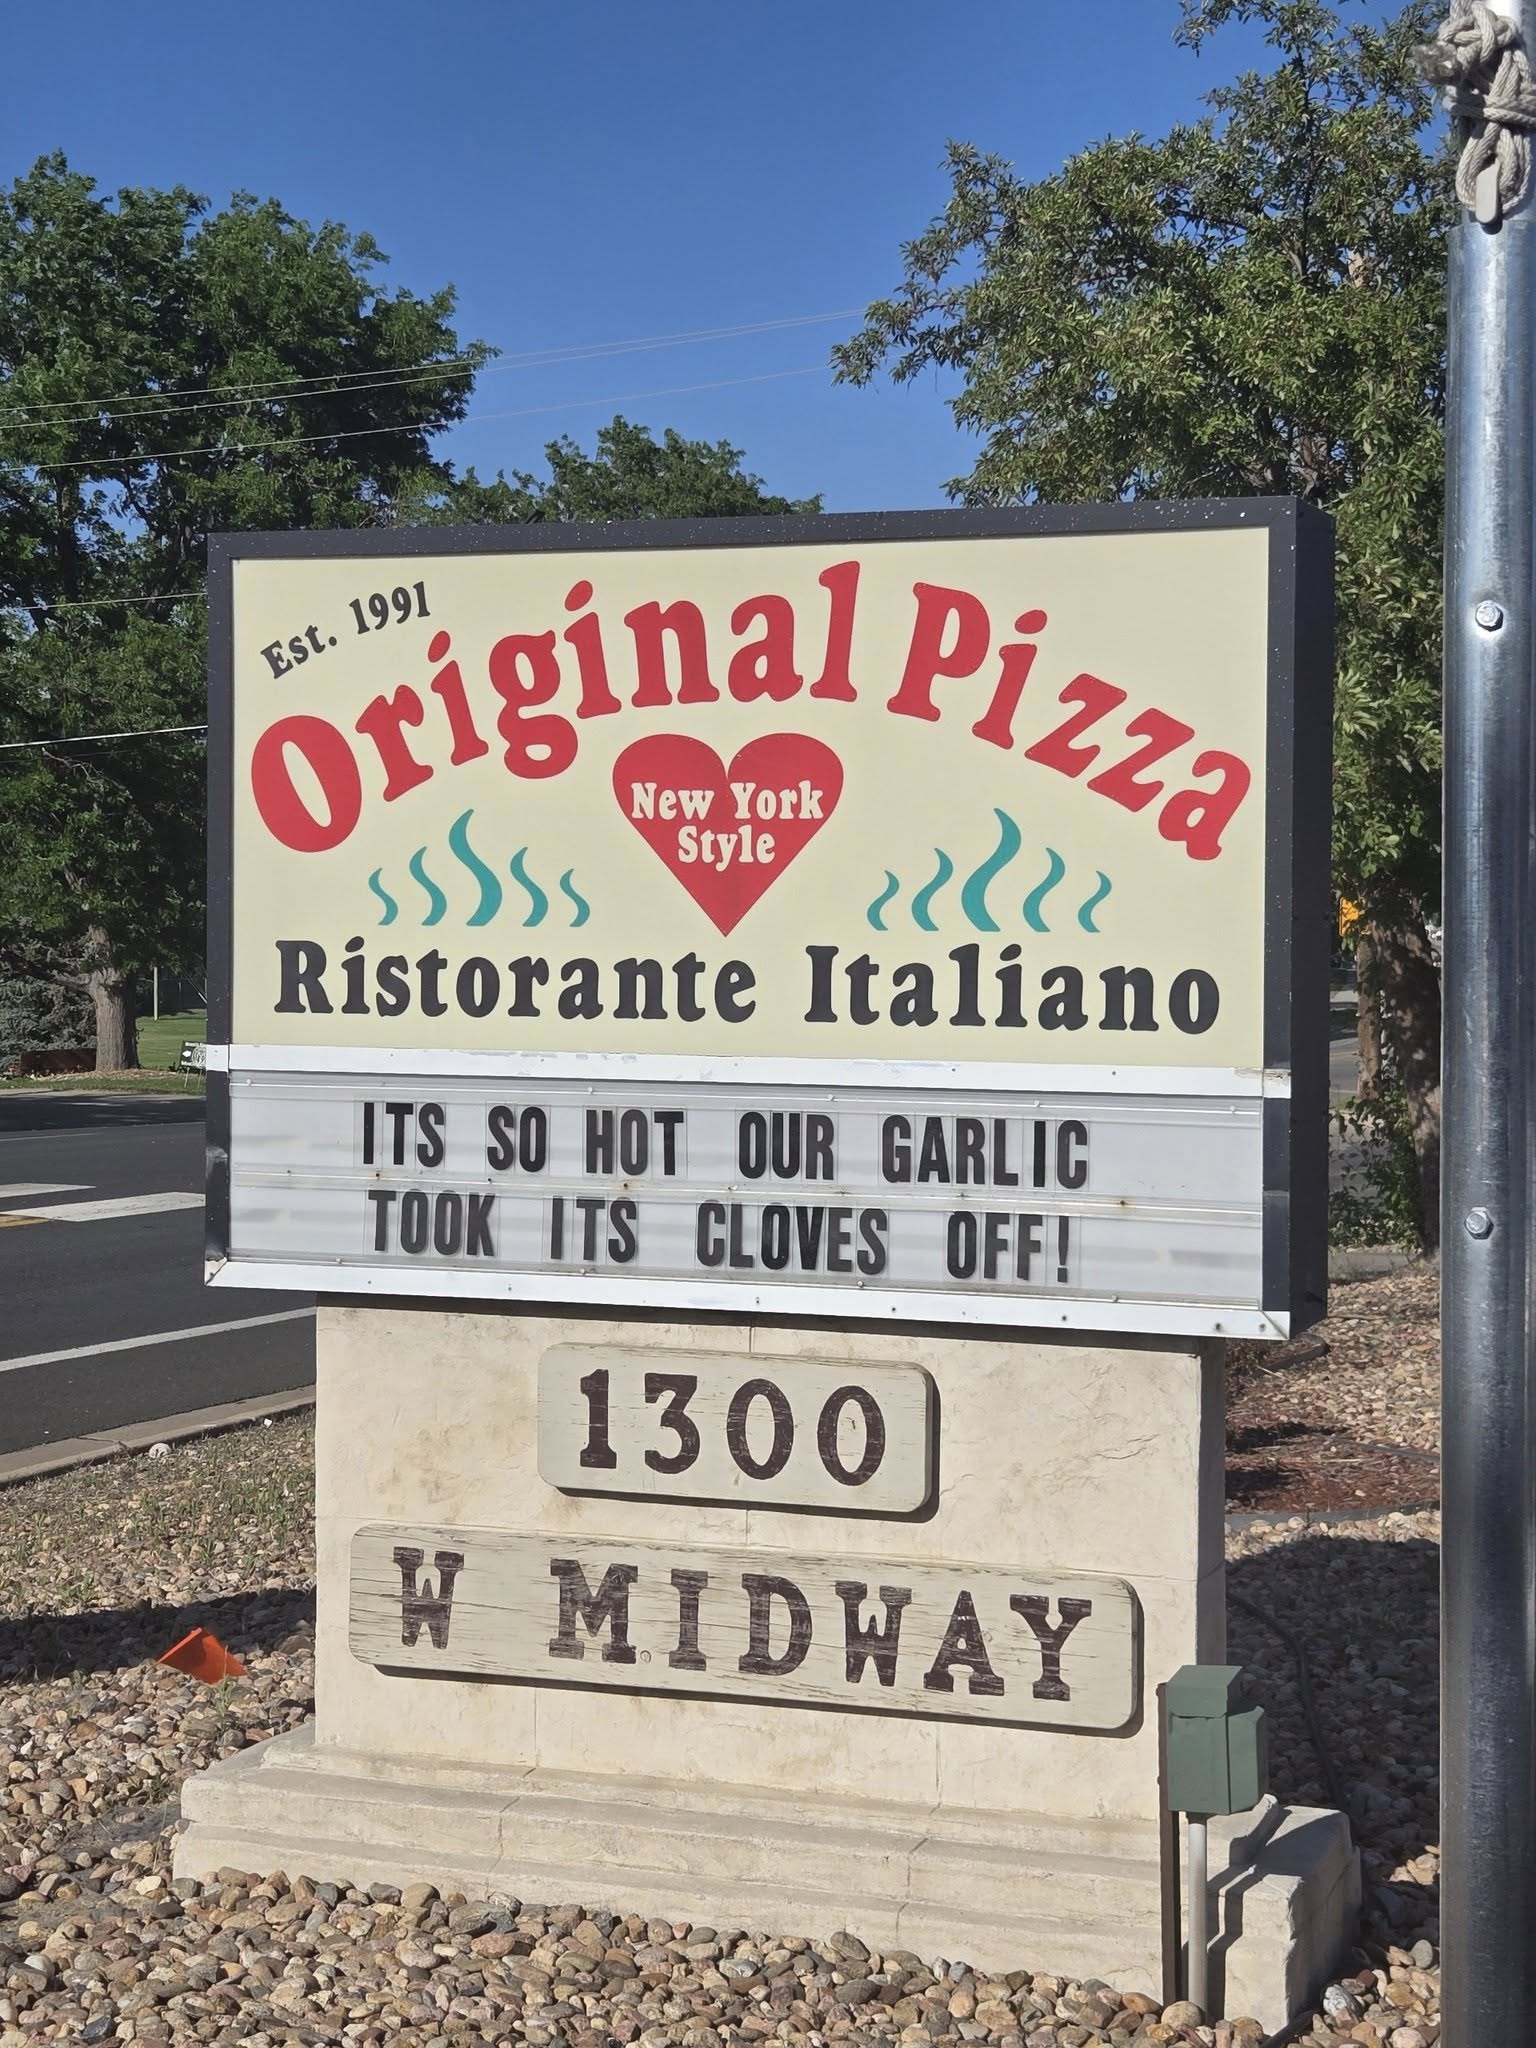 Est. 1991
Original Pizza
New York
Style
Ristorante Italiano
ITS SO HOT OUR GARLIC
TOOK ITS CLOVES OFF!
1300
W MIDWAY